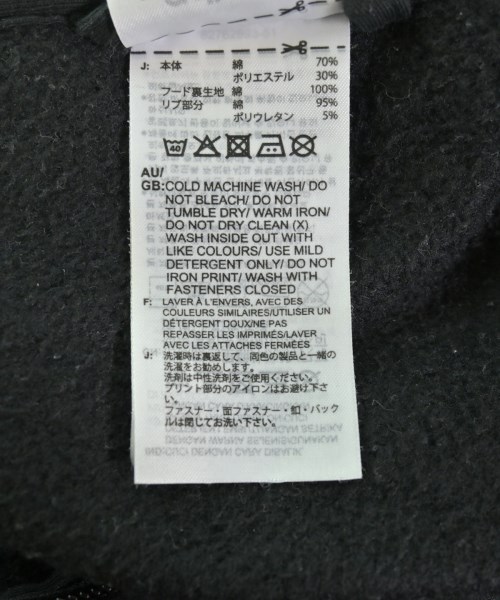 J: 本体 綿 70%
ポリエステル 30%
フード裏生地 綿 100%
リブ部分 綿 95%
ポリウレタン 5%
40
AU/
GB:COLD MACHINE WASH/ DO
NOT BLEACH/ DO NOT
TUMBLE DRY/ WARM IRON/
DO NOT DRY CLEAN (X)
WASH INSIDE OUT WITH
LIKE COLOURS/ USE MILD
DETERGENT ONLY/ DO NOT
IRON PRINT/ WASH WITH
FASTENERS CLOSED
F: LAVER À L'ENVERS, AVEC DES
COULEURS SIMILAIRES/UTILISER UN
DÉTERGENT DOUX/NE PAS
REPASSER LES IMPRIMÉS/LAVER
AVEC LES ATTACHES FERMÉES
J: 洗濯時は裏返して、同色の製品と一緒の
洗濯をお勧めします。
洗剤は中性洗剤をご使用ください。
プリント部分のアイロンはお避け下さ
い。
ファスナー・面ファスナー・釦・バック
ルは閉じてお洗い下さい。